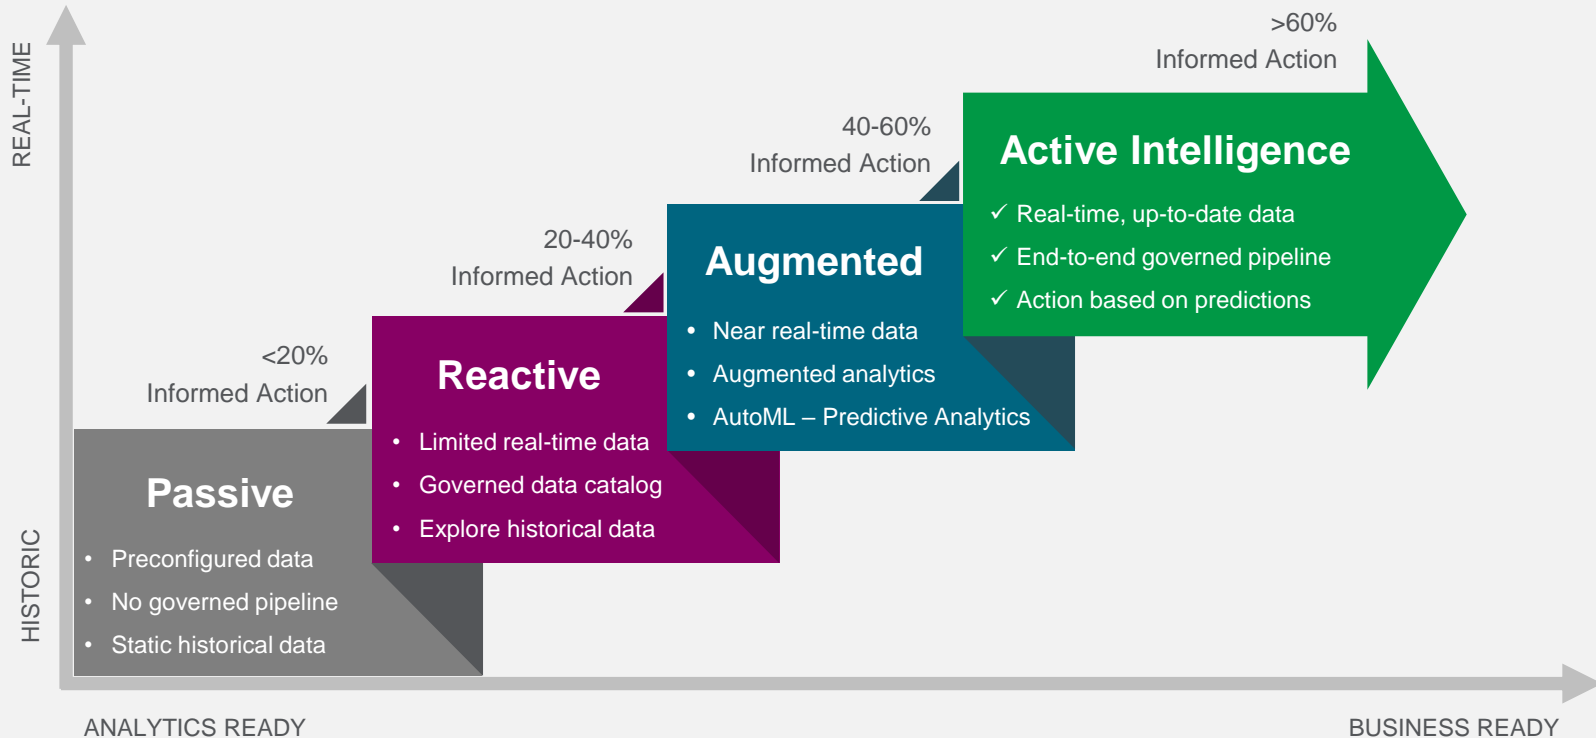 REAL-TIME
HISTORIC
>60%
Informed Action
Active Intelligence
✓ Real-time, up-to-date data
✓ End-to-end governed pipeline
✓ Action based on predictions
40-60%
Informed Action
Augmented
• Near real-time data
• Augmented analytics
• AutoML – Predictive Analytics
20-40%
Informed Action
Reactive
• Limited real-time data
• Governed data catalog
• Explore historical data
<20%
Informed Action
Passive
• Preconfigured data
• No governed pipeline
• Static historical data
ANALYTICS READY
BUSINESS READY